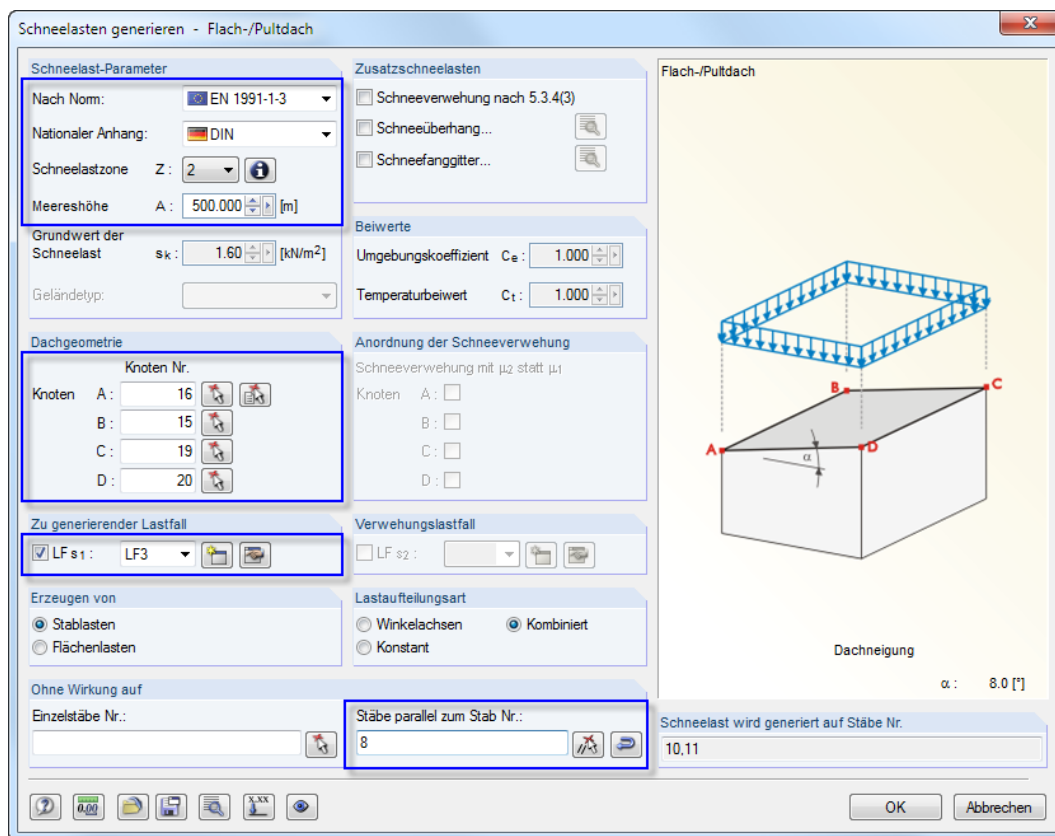 Schneelasten generieren - Flach-/Pultdach
Schneelast-Parameter
Nach Norm: EN 1991-1-3
Nationaler Anhang: DIN
Schneelastzone Z : 2
Meereshöhe A : 500.000 [m]
Grundwert der
Schneelast sk : 1.60 [kN/m²]
Geländetyp:
Zusatzschneelasten
Schneeverwehung nach 5.3.4(3)
Schneeüberhang...
Schneefanggitter...
Beiwerte
Umgebungskoeffizient Ce : 1.000
Temperaturbeiwert Ct : 1.000
Dachgeometrie
Knoten Nr.
Knoten A : 16
B : 15
C : 19
D : 20
Anordnung der Schneeverwehung
Schneeverwehung mit μ2 statt μ1
Knoten A :
B :
C :
D :
Zu generierender Lastfall
LF s1 : LF3
Verwehungslastfall
LF s2 :
Erzeugen von
Stablasten
Flächenlasten
Lastaufteilungsart
Winkelachsen Kombiniert
Konstant
Ohne Wirkung auf
Einzelstäbe Nr.:
Stäbe parallel zum Stab Nr.:
8
Flach-/Pultdach
B
C
A
D
α
Dachneigung
α : 8.0 [°]
Schneelast wird generiert auf Stäbe Nr.
10,11
0.00
x.xx
OK Abbrechen